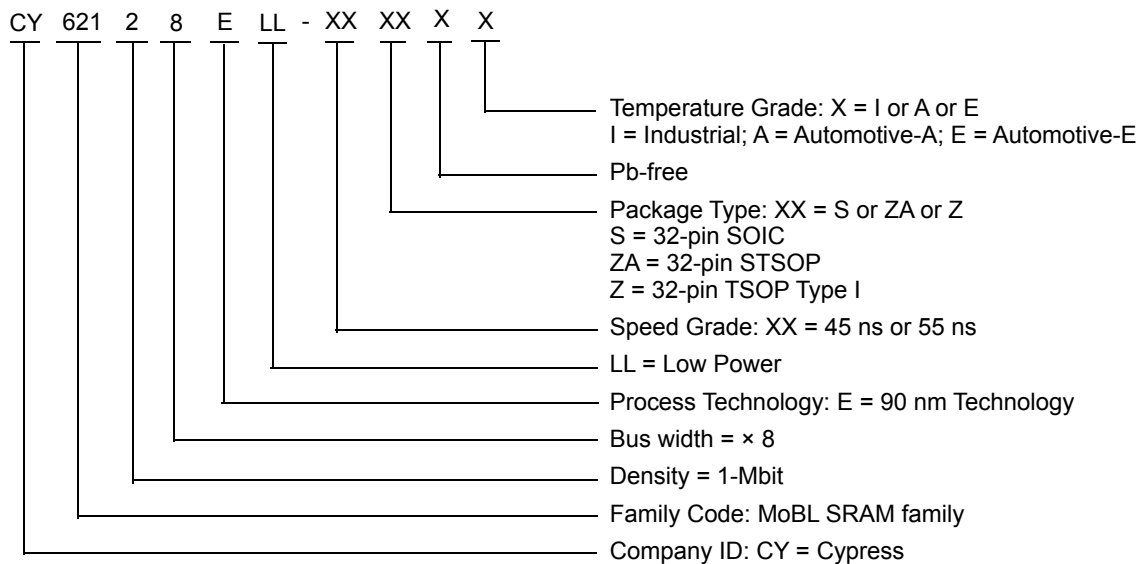 CY 621 2 8 E LL - XX XX X X
Temperature Grade: X = I or A or E
I = Industrial; A = Automotive-A; E = Automotive-E
Pb-free
Package Type: XX = S or ZA or Z
S = 32-pin SOIC
ZA = 32-pin STSOP
Z = 32-pin TSOP Type I
Speed Grade: XX = 45 ns or 55 ns
LL = Low Power
Process Technology: E = 90 nm Technology
Bus width = × 8
Density = 1-Mbit
Family Code: MoBL SRAM family
Company ID: CY = Cypress